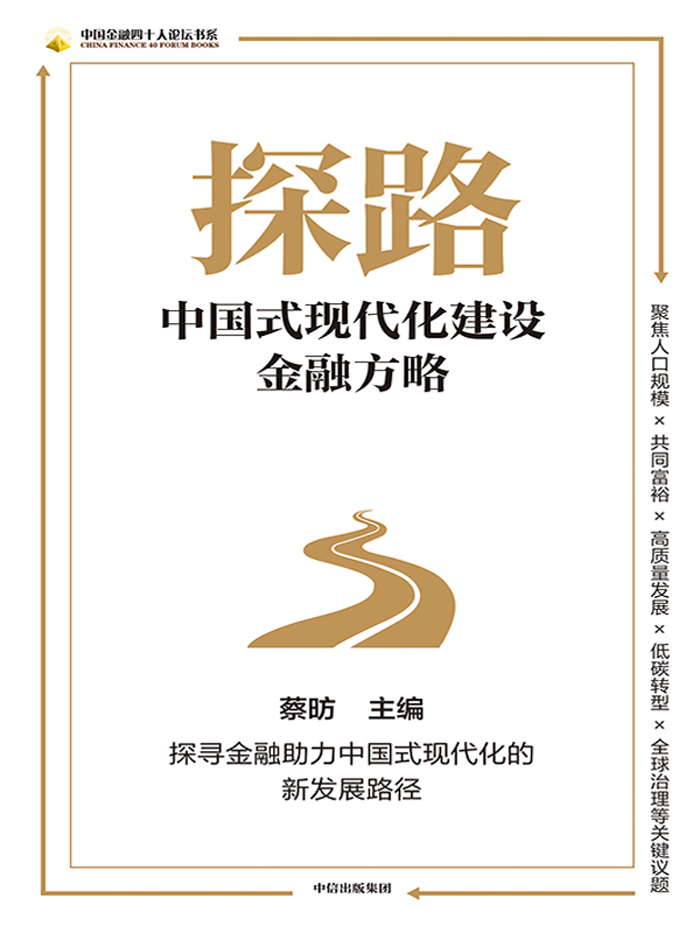 中国金融四十人论坛书系
CHINA FINANCE 40 FORUM BOOKS
探路
中国式现代化建设
金融方略
聚焦人口规模×共同富裕×高质量发展×低碳转型×全球治理等关键议题
蔡昉 主编
探寻金融助力中国式现代化的
新发展路径
中信出版集团